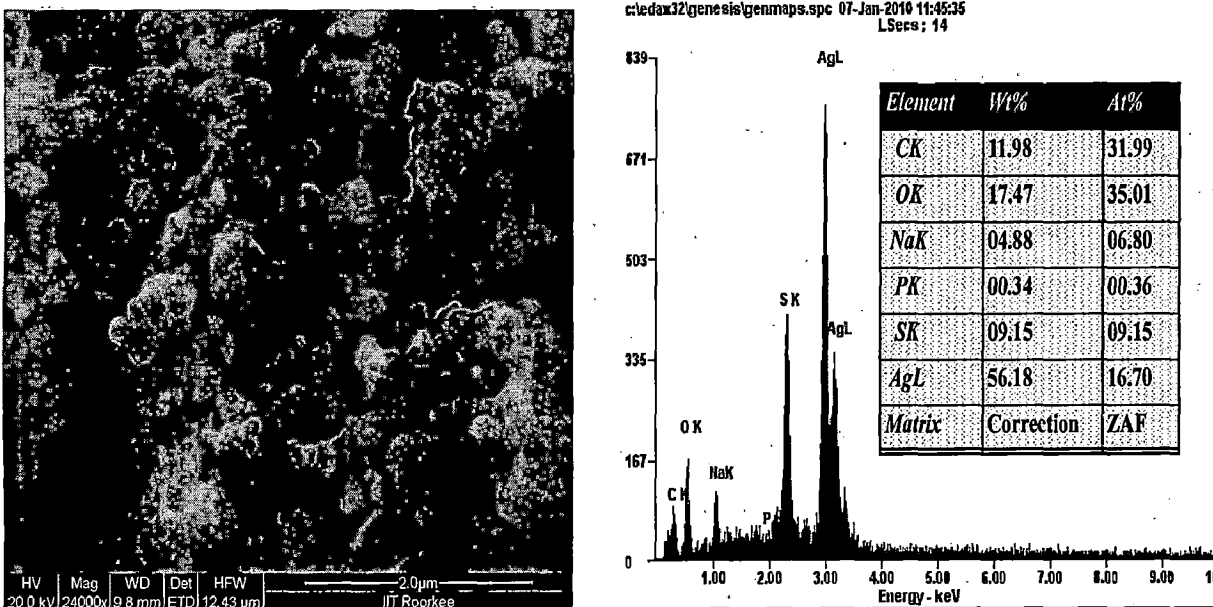 c:\edax32\genesis\genmaps.spc 07-Jan-2010 11:45:35
LSecs: 14
839
671
503
335
167
0
AgL
S K
AgL
O K
NaK
C K
P
1.00 2.00 3.00 4.00 5.00 6.00 7.00 8.00 9.00
Energy - keV
Element Wt% At%
CK 11.98 31.99
OK 17.47 35.01
NaK 04.88 06.80
PK 00.34 00.36
SK 09.15 09.15
AgL 56.18 16.70
Matrix Correction ZAF
HV Mag WD Det HFW
20.0 kV 24000x 9.8 mm ETD 12.43 µm
2.0µm
IIT Roorkee